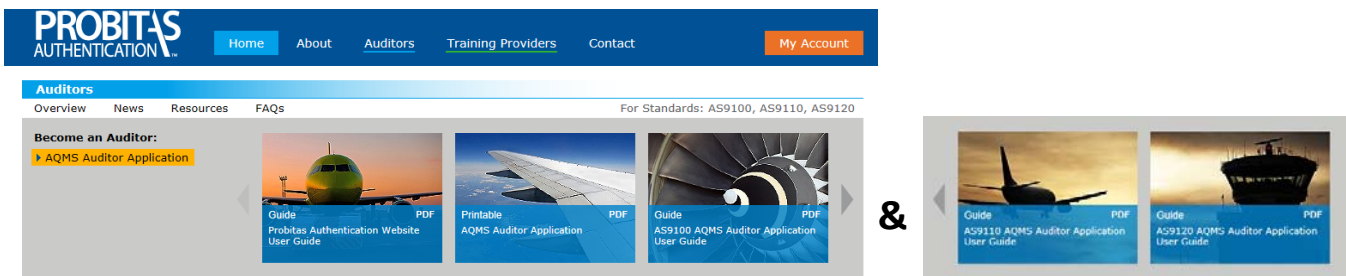 PROBITAS
AUTHENTICATION™
Home About Auditors Training Providers Contact My Account
Auditors
Overview News Resources FAQs For Standards: AS9100, AS9110, AS9120
Become an Auditor:
AQMS Auditor Application
Guide PDF
Probitas Authentication Website
User Guide
Printable PDF
AQMS Auditor Application
Guide PDF
AS9100 AQMS Auditor Application
User Guide
&
Guide PDF
AS9110 AQMS Auditor Application
User Guide
Guide PDF
AS9120 AQMS Auditor Application
User Guide